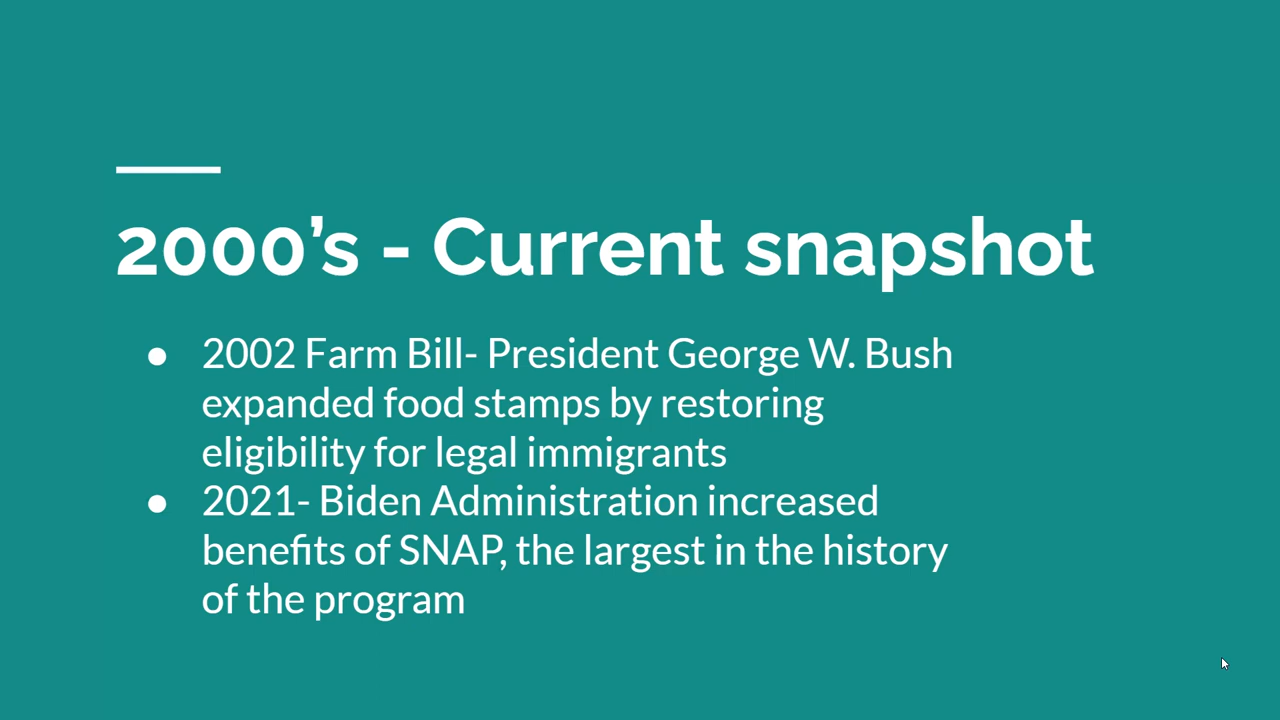 2000’s - Current snapshot
● 2002 Farm Bill- President George W. Bush
expanded food stamps by restoring
eligibility for legal immigrants
● 2021- Biden Administration increased
benefits of SNAP, the largest in the history
of the program